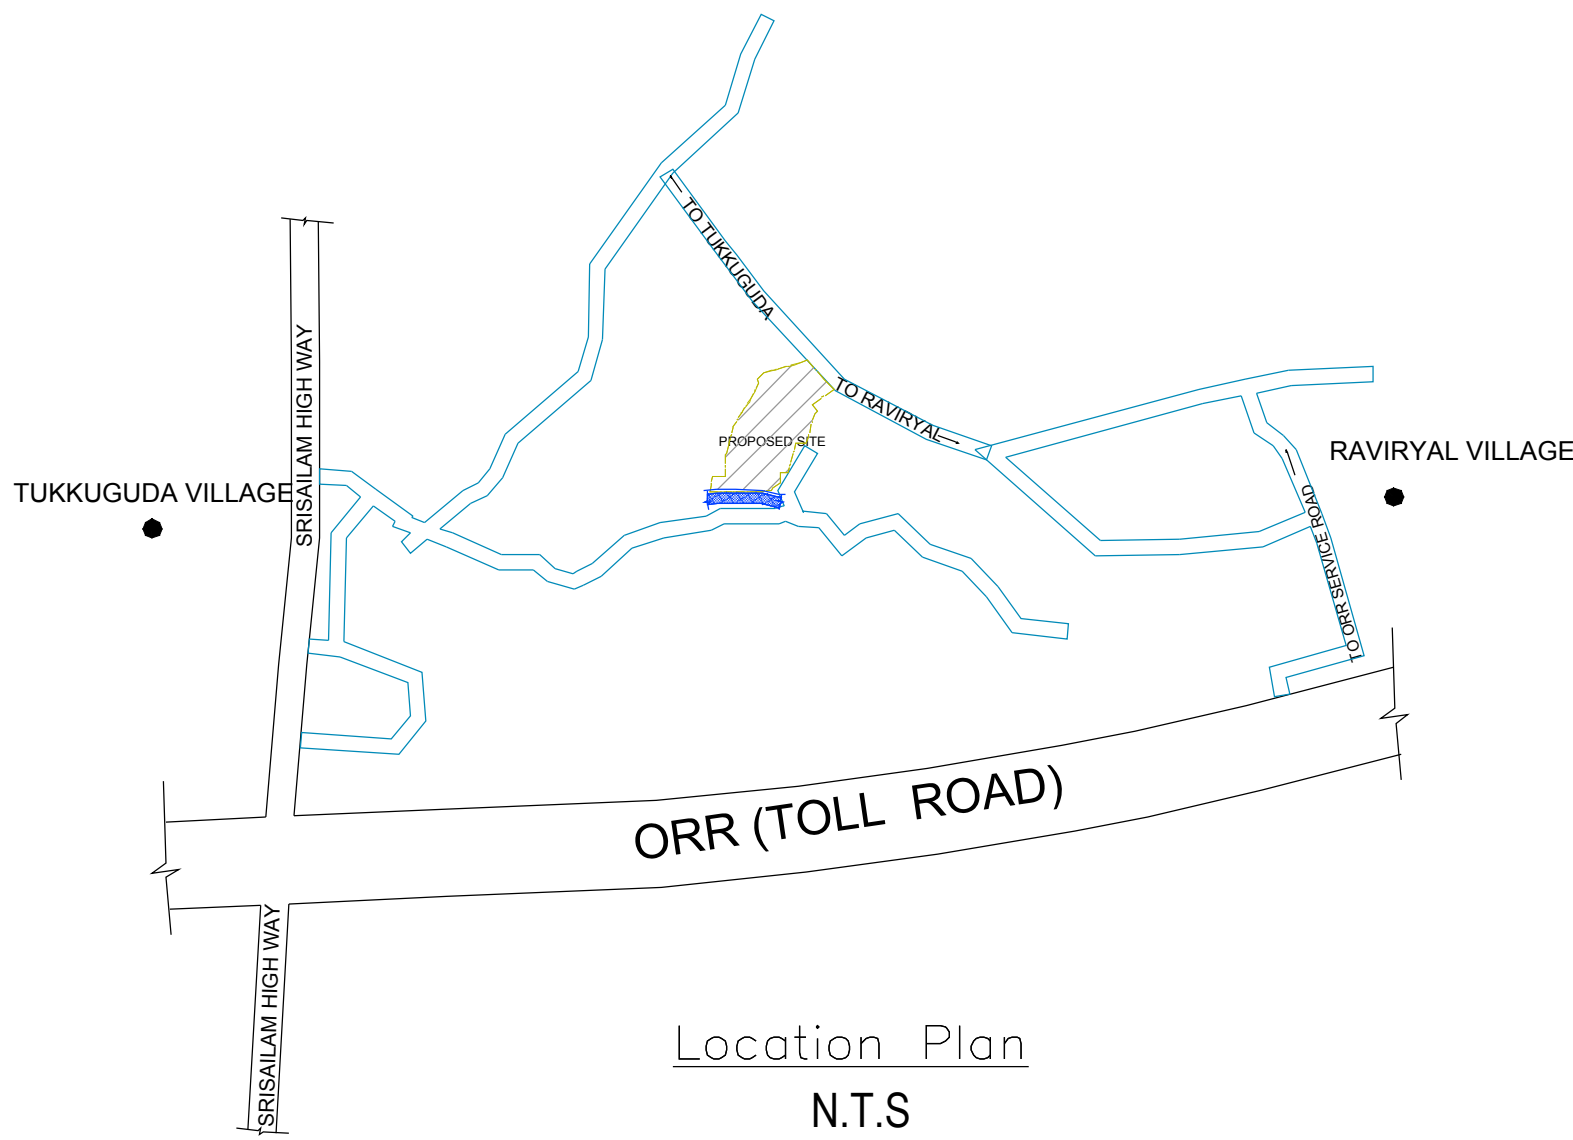 TO TUKKUGUDA
SRISAILAM HIGH WAY
TO RAVIRYAL
PROPOSED SITE
RAVIRYAL VILLAGE
TUKKUGUDA VILLAGE
TO ORR SERVICE ROAD
ORR (TOLL ROAD)
SRISAILAM HIGH WAY
Location Plan
N.T.S